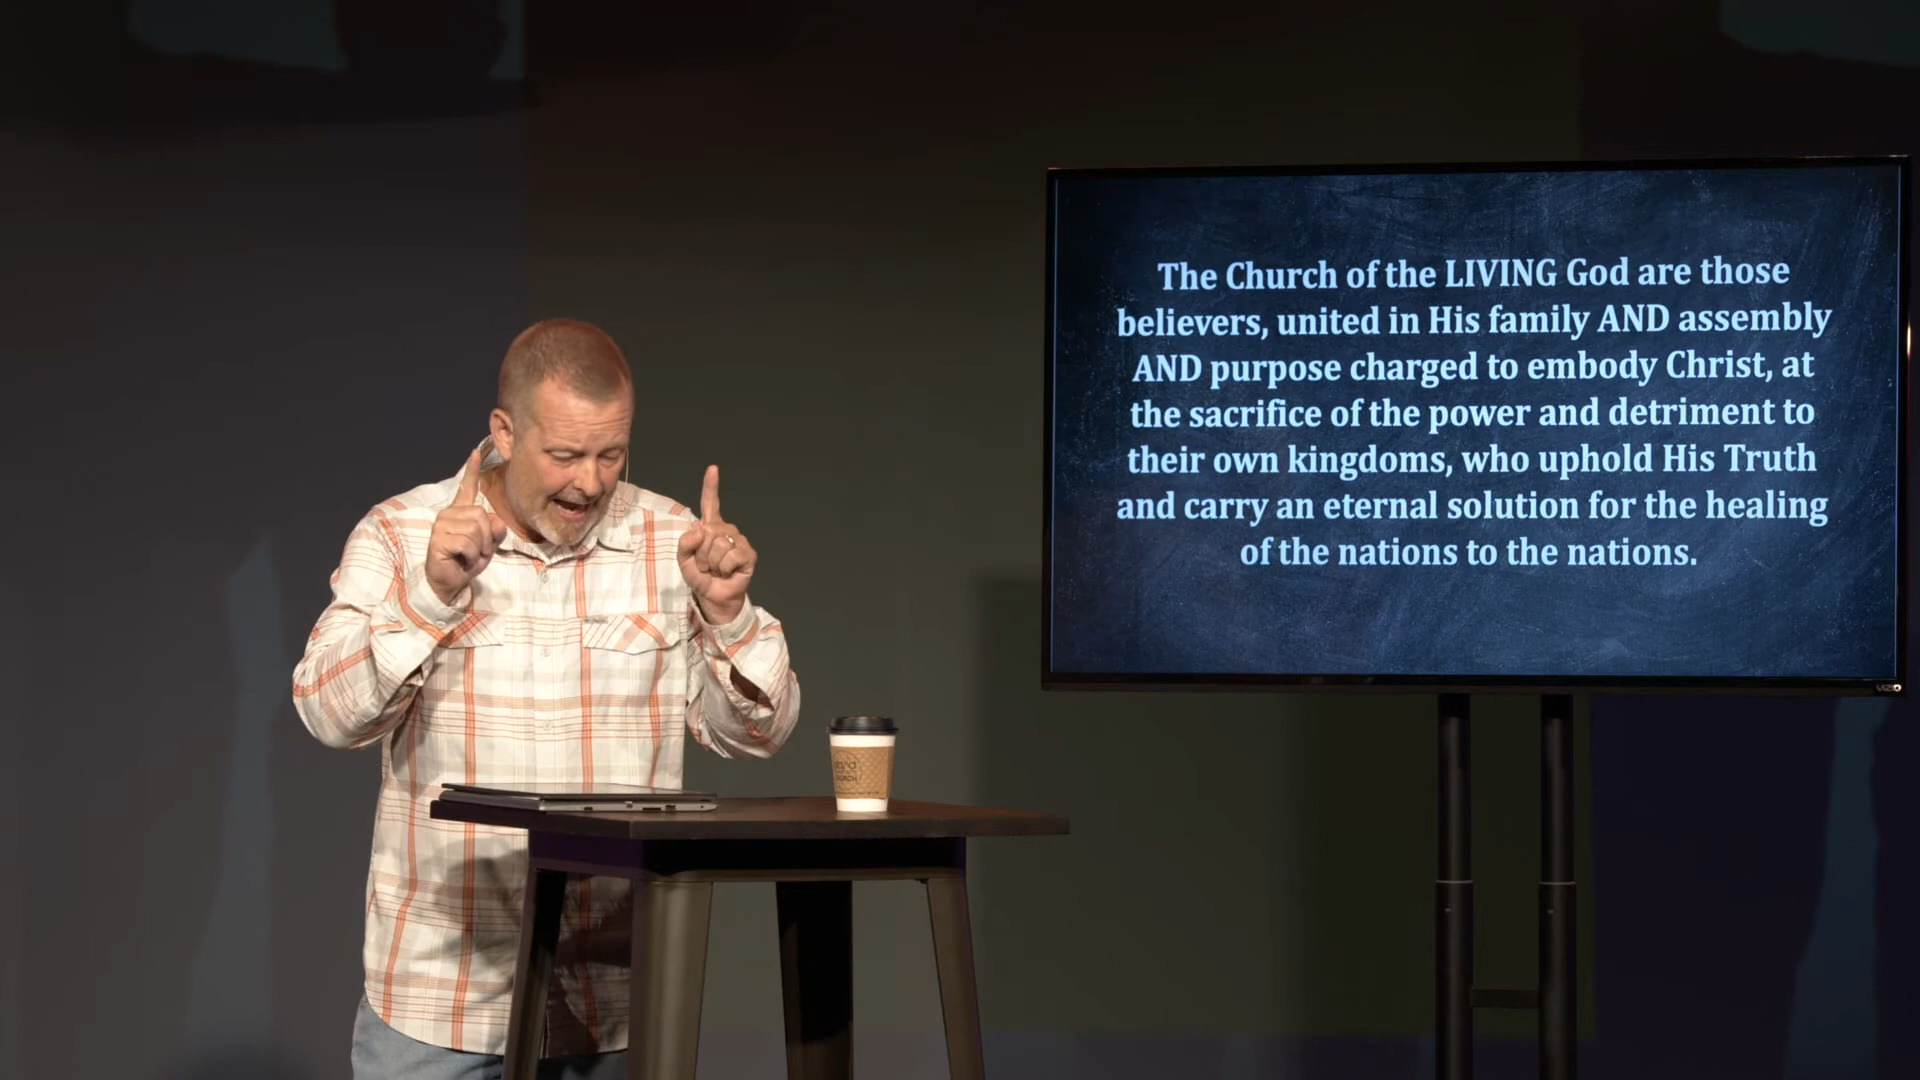 The Church of the LIVING God are those
believers, united in His family AND assembly
AND purpose charged to embody Christ, at
the sacrifice of the power and detriment to
their own kingdoms, who uphold His Truth
and carry an eternal solution for the healing
of the nations to the nations.
VIZIO